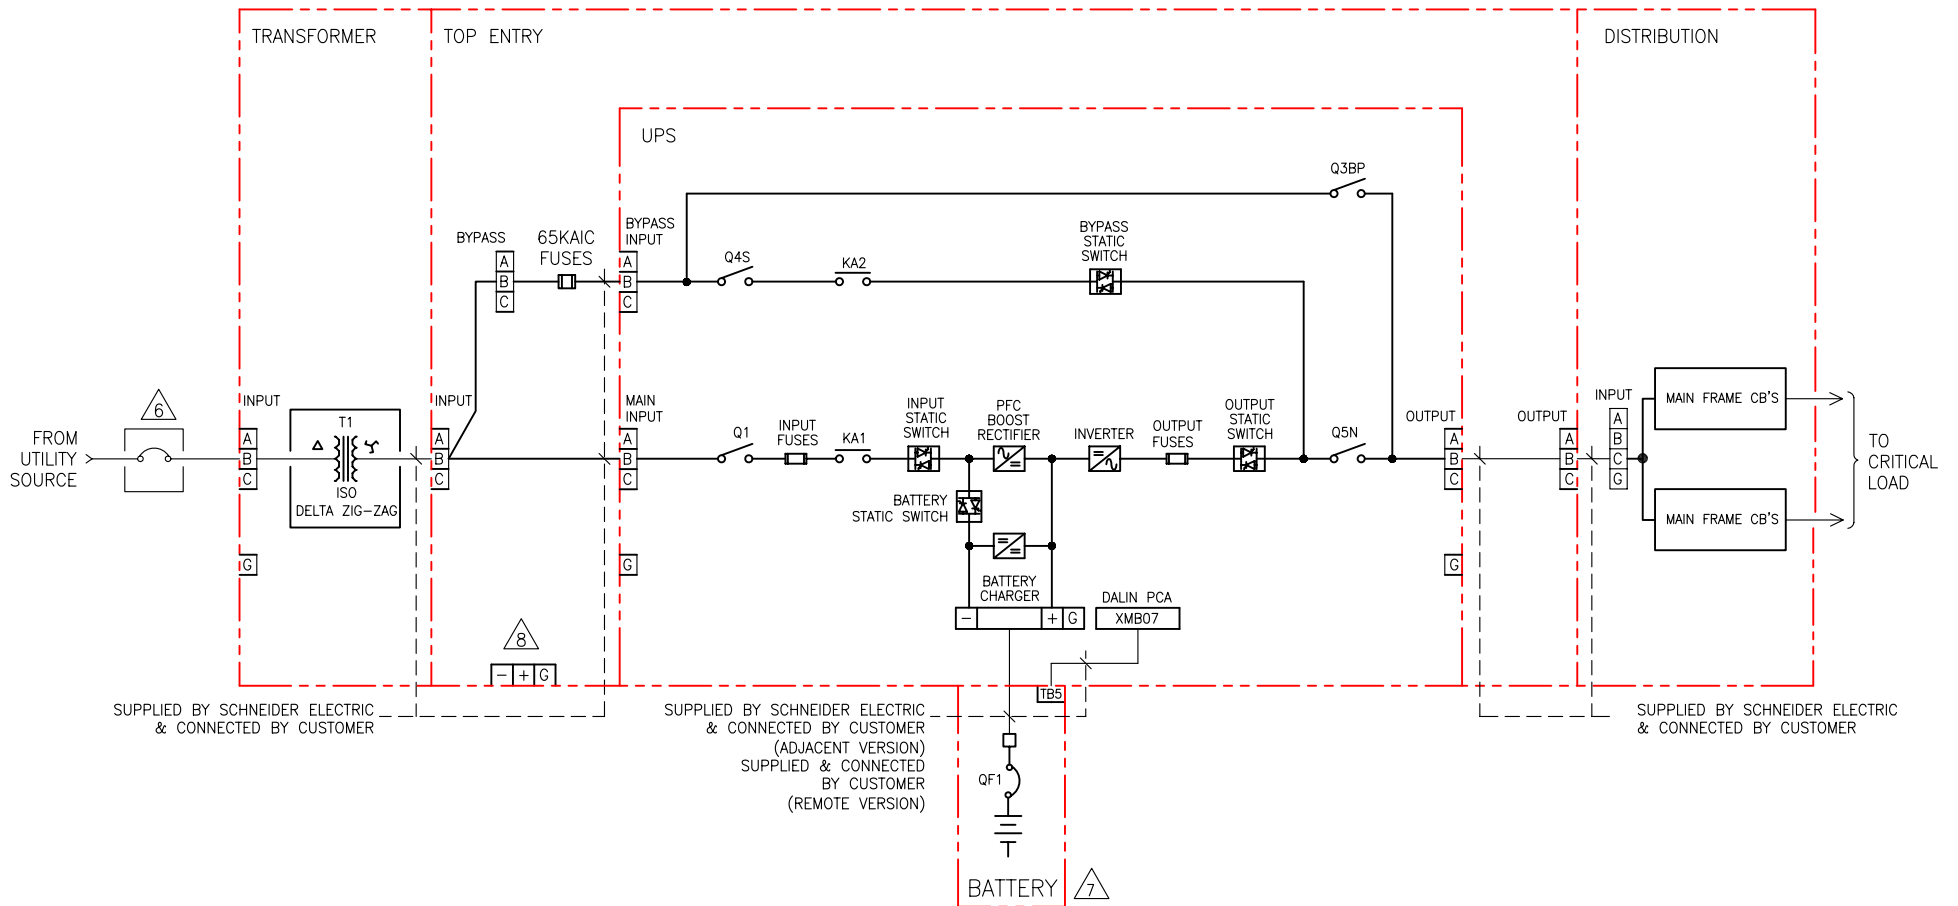 TRANSFORMER
TOP ENTRY
DISTRIBUTION
UPS
Q3BP
BYPASS
65KAIC
FUSES
BYPASS
INPUT
A
B
C
A
B
C
Q4S
KA2
BYPASS
STATIC
SWITCH
6
FROM
UTILITY
SOURCE
INPUT
A
B
C
G
T1
ISO
DELTA ZIG-ZAG
INPUT
A
B
C
MAIN
INPUT
A
B
C
G
Q1
INPUT
FUSES
KA1
INPUT
STATIC
SWITCH
PFC
BOOST
RECTIFIER
INVERTER
OUTPUT
FUSES
OUTPUT
STATIC
SWITCH
Q5N
OUTPUT
A
B
C
G
OUTPUT
A
B
C
INPUT
A
B
C
G
MAIN FRAME CB'S
MAIN FRAME CB'S
TO
CRITICAL
LOAD
BATTERY
STATIC SWITCH
BATTERY
CHARGER
- + G
DALIN PCA
XMB07
8
- + G
TB5
SUPPLIED BY SCHNEIDER ELECTRIC
& CONNECTED BY CUSTOMER
SUPPLIED BY SCHNEIDER ELECTRIC
& CONNECTED BY CUSTOMER
(ADJACENT VERSION)
SUPPLIED & CONNECTED
BY CUSTOMER
(REMOTE VERSION)
SUPPLIED BY SCHNEIDER ELECTRIC
& CONNECTED BY CUSTOMER
QF1
BATTERY
7